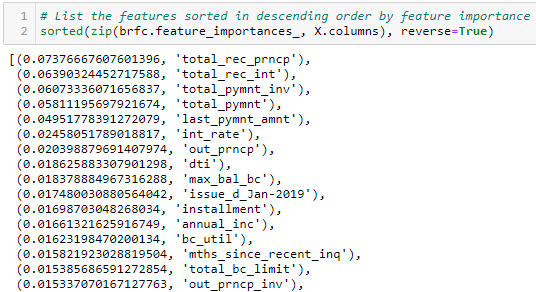 1 # List the features sorted in descending order by feature importance
2 sorted(zip(brfc.feature_importances_, X.columns), reverse=True)
[(0.07376667607601396, 'total_rec_prncp'),
(0.06390324452717588, 'total_rec_int'),
(0.06073336071656837, 'total_pymnt_inv'),
(0.05811195697921674, 'total_pymnt'),
(0.04951778391272079, 'last_pymnt_amnt'),
(0.02458051789018817, 'int_rate'),
(0.020398879691407974, 'out_prncp'),
(0.018625883307901298, 'dti'),
(0.018378884967316288, 'max_bal_bc'),
(0.017480030880564042, 'issue_d_Jan-2019'),
(0.01698703048268034, 'installment'),
(0.01661321625916749, 'annual_inc'),
(0.01623198470200134, 'bc_util'),
(0.015821923028819504, 'mths_since_recent_inq'),
(0.015385686591272854, 'total_bc_limit'),
(0.015337070167127763, 'out_prncp_inv'),